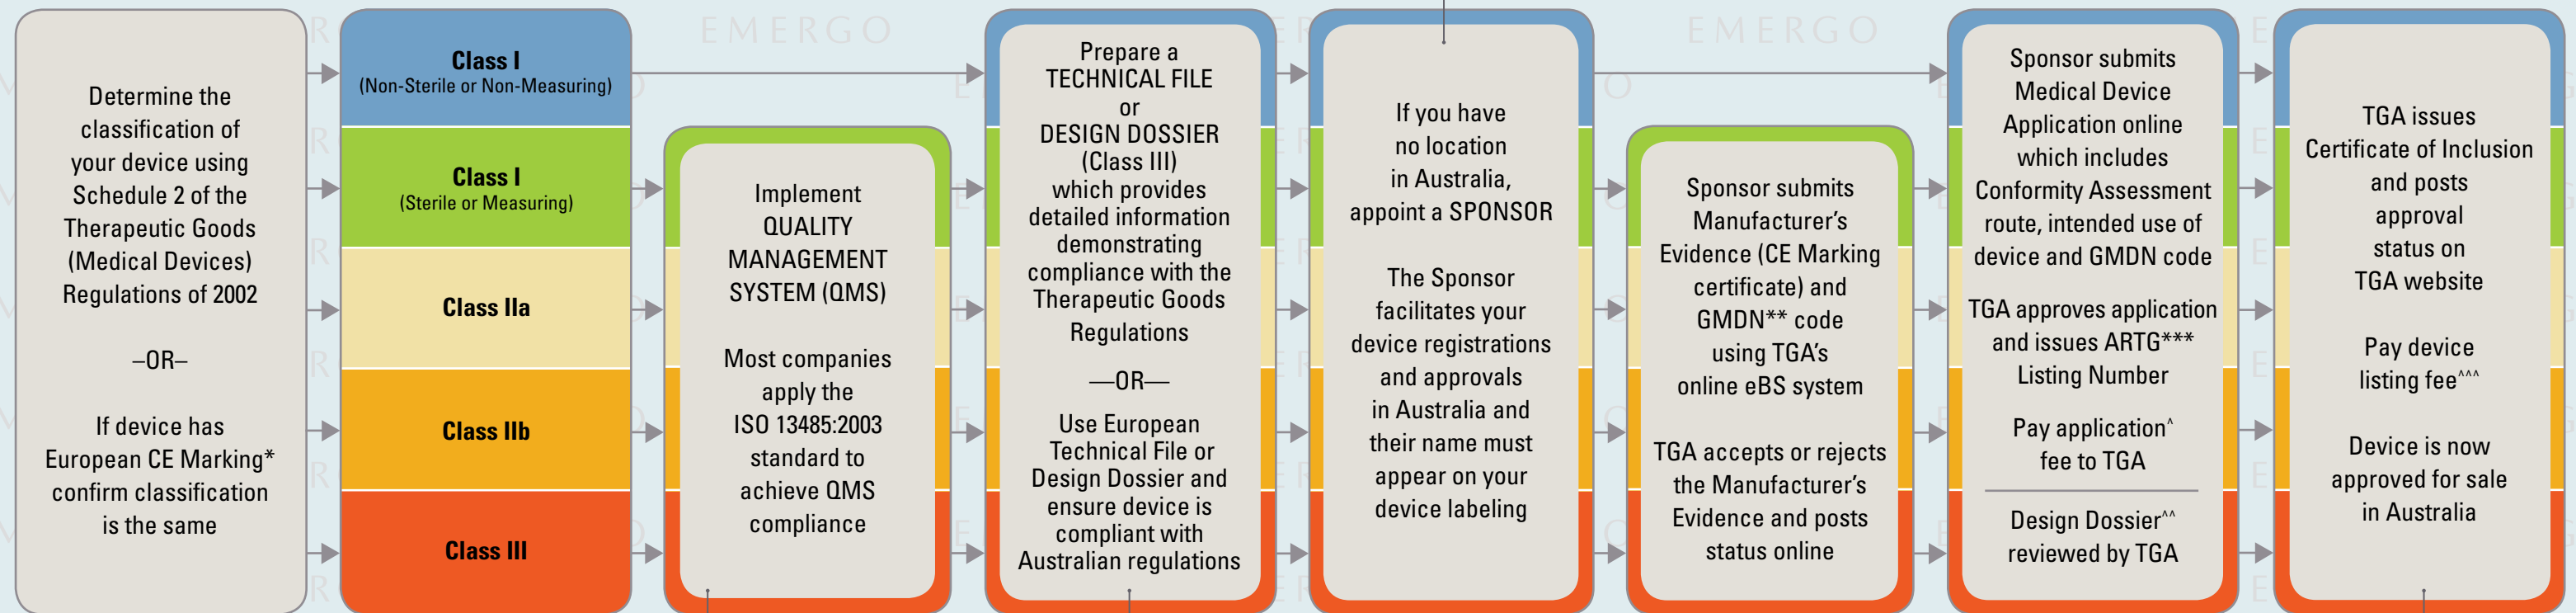 Determine the
classification of
your device using
Schedule 2 of the
Therapeutic Goods
(Medical Devices)
Regulations of 2002
–OR–
If device has
European CE Marking*
confirm classification
is the same
Class I
(Non-Sterile or Non-Measuring)
Class I
(Sterile or Measuring)
Class IIa
Class IIb
Class III
Implement
QUALITY
MANAGEMENT
SYSTEM (QMS)
Most companies
apply the
ISO 13485:2003
standard to
achieve QMS
compliance
Prepare a
TECHNICAL FILE
or
DESIGN DOSSIER
(Class III)
which provides
detailed information
demonstrating
compliance with the
Therapeutic Goods
Regulations
—OR—
Use European
Technical File or
Design Dossier and
ensure device is
compliant with
Australian regulations
If you have
no location
in Australia,
appoint a SPONSOR
The Sponsor
facilitates your
device registrations
and approvals
in Australia and
their name must
appear on your
device labeling
Sponsor submits
Manufacturer’s
Evidence (CE Marking
certificate) and
GMDN** code
using TGA’s
online eBS system
TGA accepts or rejects
the Manufacturer’s
Evidence and posts
status online
Sponsor submits
Medical Device
Application online
which includes
Conformity Assessment
route, intended use of
device and GMDN code
TGA approves application
and issues ARTG***
Listing Number
Pay application^
fee to TGA
Design Dossier^^
reviewed by TGA
TGA issues
Certificate of Inclusion
and posts
approval
status on
TGA website
Pay device
listing fee^^^
Device is now
approved for sale
in Australia
EMERGO
EMERGO